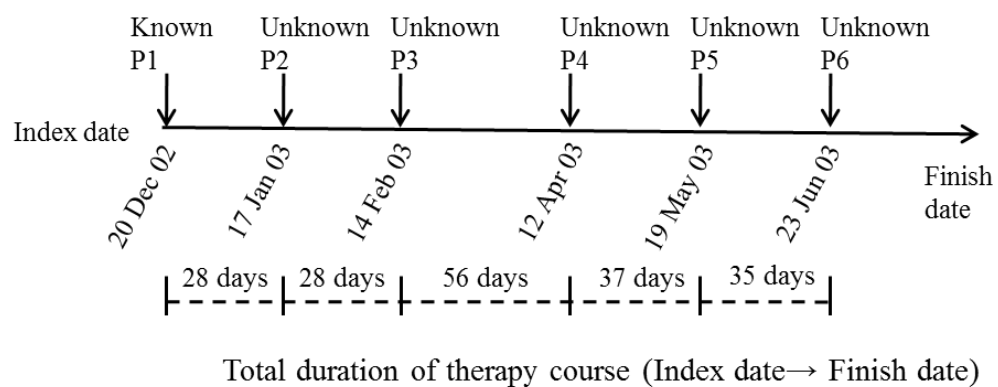 Known Unknown Unknown Unknown Unknown Unknown
P1 P2 P3 P4 P5 P6
Index date
20 Dec 02 17 Jan 03 14 Feb 03 12 Apr 03 19 May 03 23 Jun 03
Finish
date
28 days 28 days 56 days 37 days 35 days
Total duration of therapy course (Index date→ Finish date)